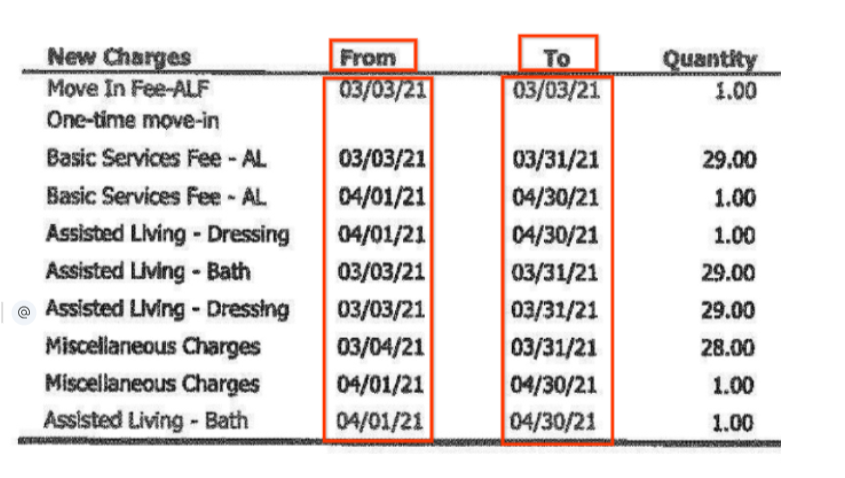 New Charges From To Quantity
Move In Fee-ALF 03/03/21 03/03/21 1.00
One-time move-in
Basic Services Fee - AL 03/03/21 03/31/21 29.00
Basic Services Fee - AL 04/01/21 04/30/21 1.00
Assisted Living - Dressing 04/01/21 04/30/21 1.00
Assisted Living - Bath 03/03/21 03/31/21 29.00
@ Assisted Living - Dressing 03/03/21 03/31/21 29.00
Miscellaneous Charges 03/04/21 03/31/21 28.00
Miscellaneous Charges 04/01/21 04/30/21 1.00
Assisted Living - Bath 04/01/21 04/30/21 1.00